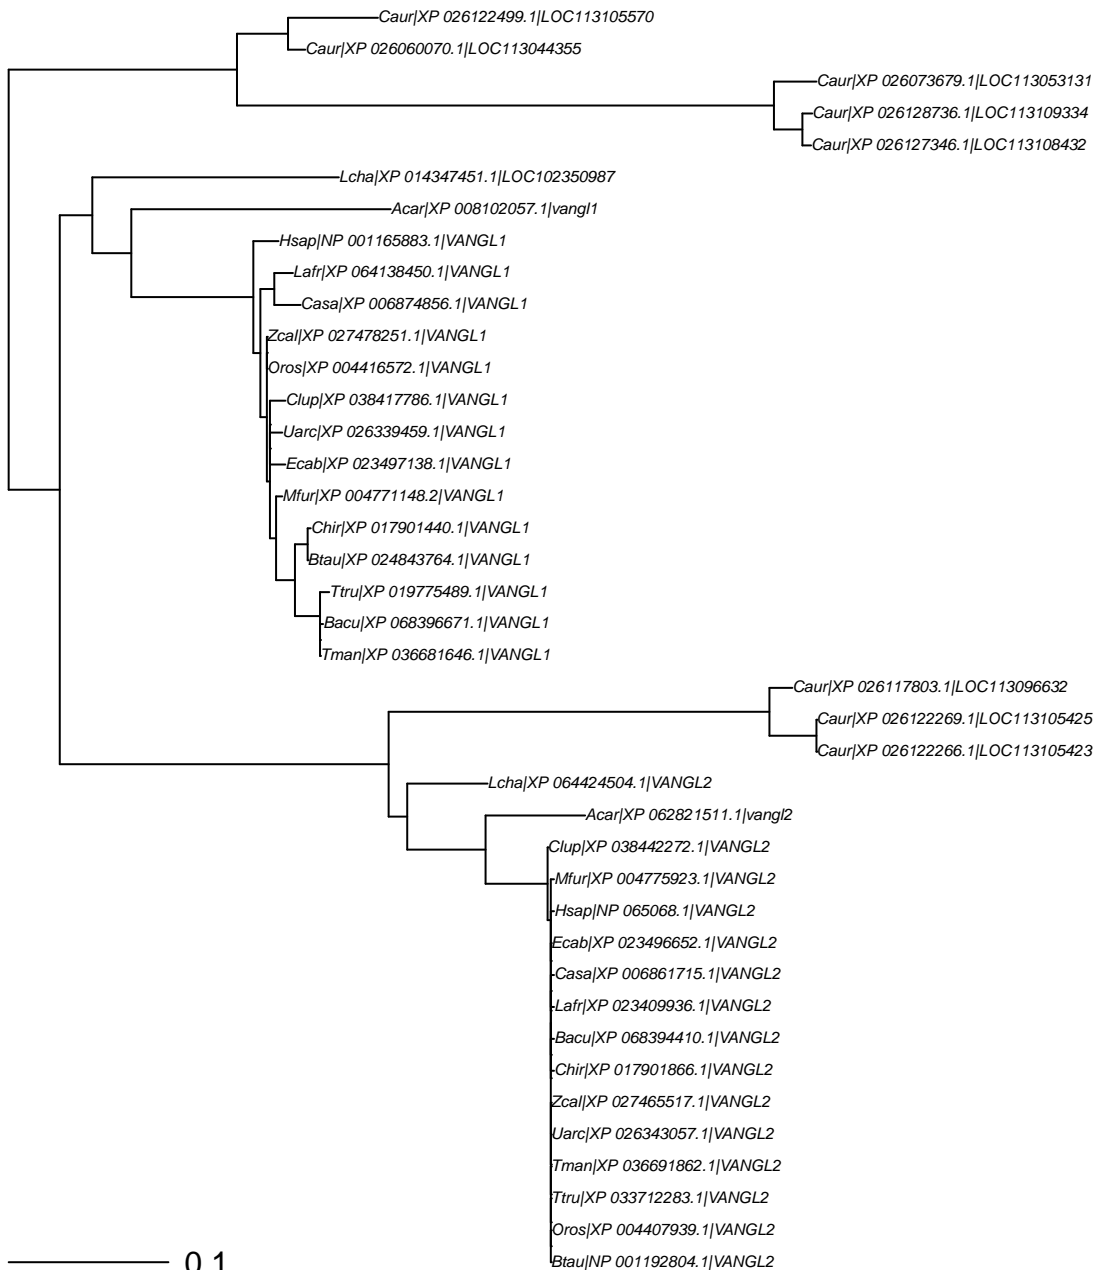 Caur|XP 026122499.1|LOC113105570
Caur|XP 026060070.1|LOC113044355
Caur|XP 026073679.1|LOC113053131
Caur|XP 026128736.1|LOC113109334
Caur|XP 026127346.1|LOC113108432
Lcha|XP 014347451.1|LOC102350987
Acar|XP 008102057.1|vangl1
Hsap|NP 001165883.1|VANGL1
Lafr|XP 064138450.1|VANGL1
Casa|XP 006874856.1|VANGL1
Zcal|XP 027478251.1|VANGL1
Oros|XP 004416572.1|VANGL1
Clup|XP 038417786.1|VANGL1
Uarc|XP 026339459.1|VANGL1
Ecab|XP 023497138.1|VANGL1
Mfur|XP 004771148.2|VANGL1
Chir|XP 017901440.1|VANGL1
Btau|XP 024843764.1|VANGL1
Ttru|XP 019775489.1|VANGL1
Bacu|XP 068396671.1|VANGL1
Tman|XP 036681646.1|VANGL1
Caur|XP 026117803.1|LOC113096632
Caur|XP 026122269.1|LOC113105425
Caur|XP 026122266.1|LOC113105423
Lcha|XP 064424504.1|VANGL2
Acar|XP 062821511.1|vangl2
Clup|XP 038442272.1|VANGL2
Mfur|XP 004775923.1|VANGL2
Hsap|NP 065068.1|VANGL2
Ecab|XP 023496652.1|VANGL2
Casa|XP 006861715.1|VANGL2
Lafr|XP 023409936.1|VANGL2
Bacu|XP 068394410.1|VANGL2
Chir|XP 017901866.1|VANGL2
Zcal|XP 027465517.1|VANGL2
Uarc|XP 026343057.1|VANGL2
Tman|XP 036691862.1|VANGL2
Ttru|XP 033712283.1|VANGL2
Oros|XP 004407939.1|VANGL2
Btau|NP 001192804.1|VANGL2
0.1